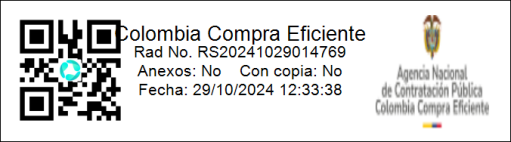 Colombia Compra Eficiente
Rad No. RS20241029014769
Anexos: No Con copia: No
Fecha: 29/10/2024 12:33:38
Agencia Nacional
de Contratación Pública
Colombia Compra Eficiente